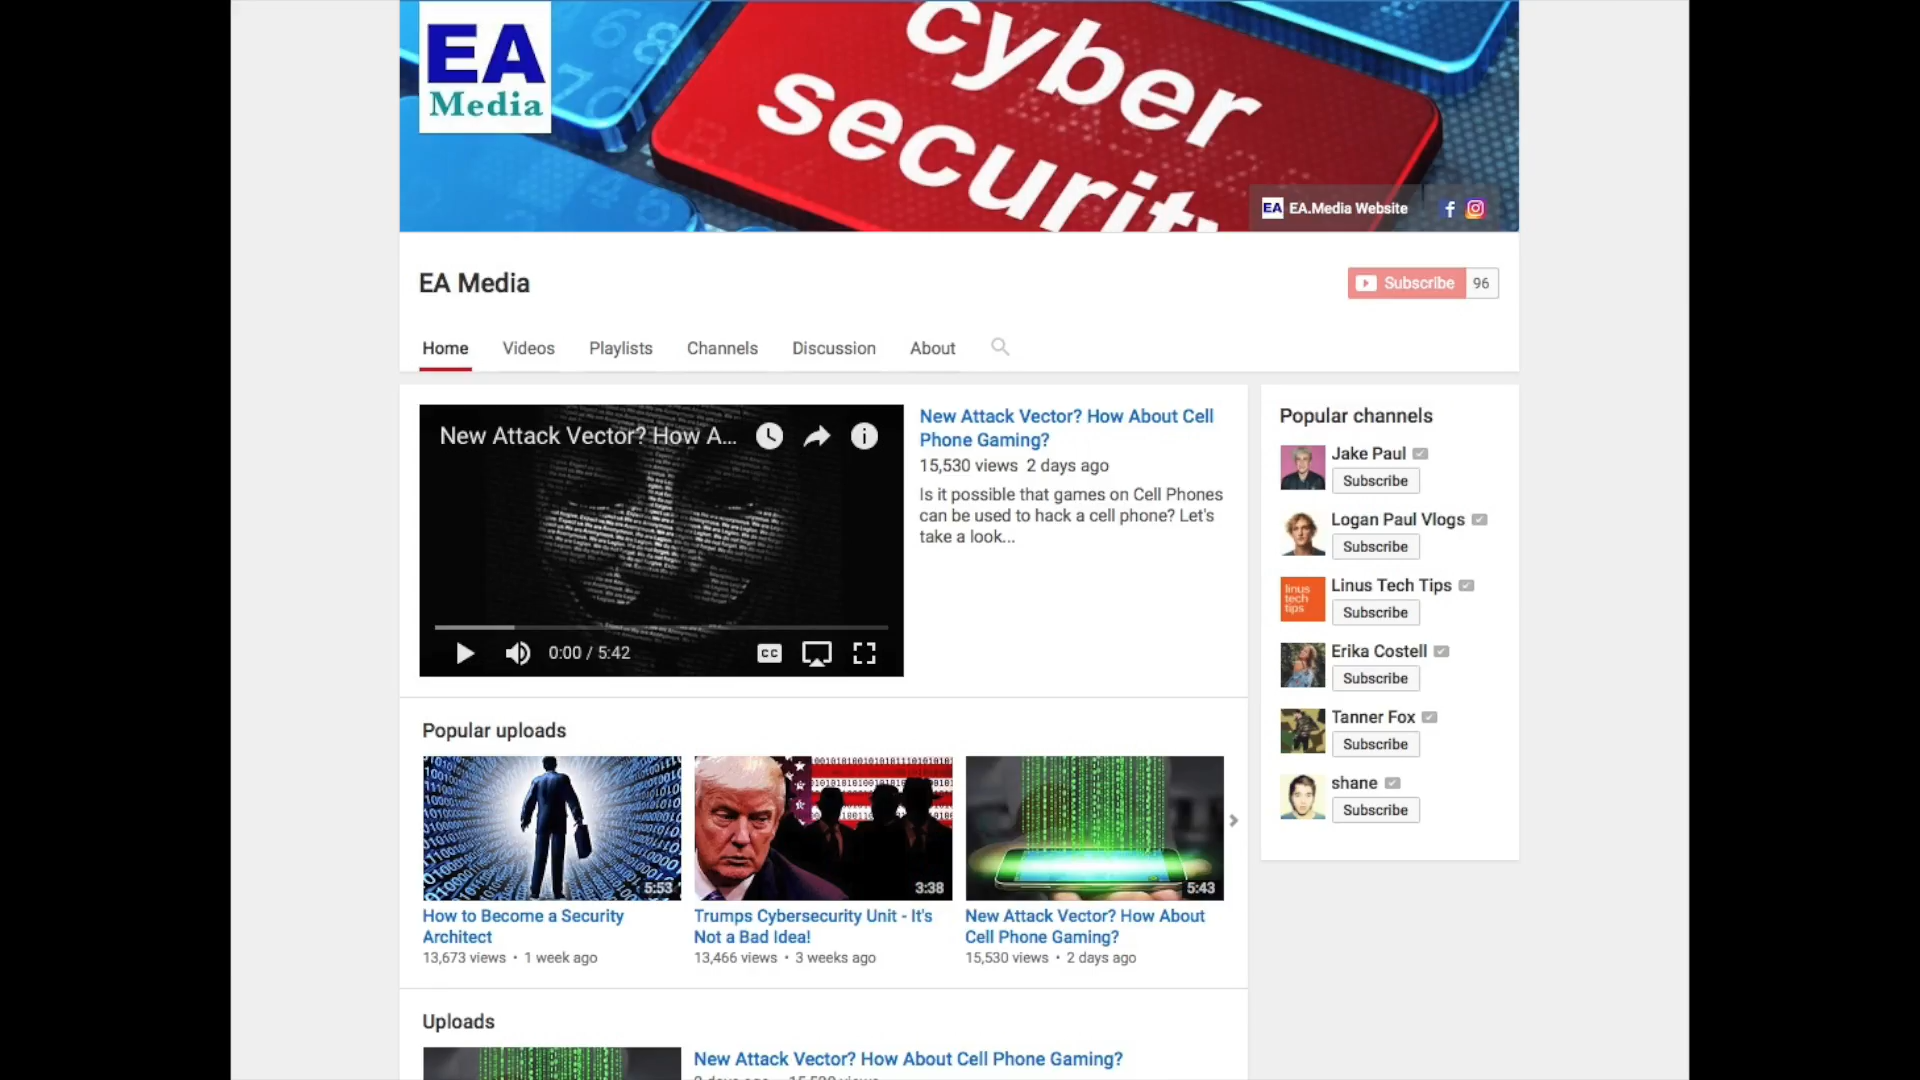 EA
Media
cyber
security
EA EA.Media Website
EA Media
Subscribe 96
Home Videos Playlists Channels Discussion About
New Attack Vector? How A...
0:00 / 5:42
CC
New Attack Vector? How About Cell
Phone Gaming?
15,530 views 2 days ago
Is it possible that games on Cell Phones
can be used to hack a cell phone? Let's
take a look...
Popular channels
Jake Paul
Subscribe
Logan Paul Vlogs
Subscribe
linus
tech
tips
Linus Tech Tips
Subscribe
Erika Costell
Subscribe
Tanner Fox
Subscribe
shane
Subscribe
Popular uploads
5:53
How to Become a Security
Architect
13,673 views • 1 week ago
3:38
Trumps Cybersecurity Unit - It's
Not a Bad Idea!
13,466 views • 3 weeks ago
5:43
New Attack Vector? How About
Cell Phone Gaming?
15,530 views • 2 days ago
Uploads
New Attack Vector? How About Cell Phone Gaming?